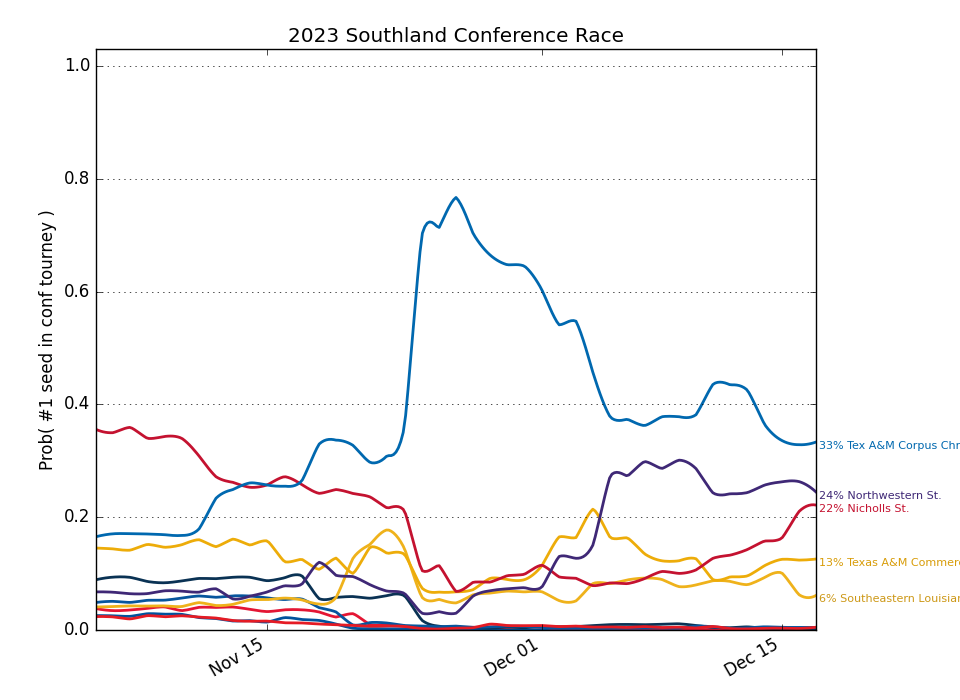 2023 Southland Conference Race
Prob( #1 seed in conf tourney )
1.0
0.8
0.6
0.4
0.2
0.0
Nov 15
Dec 01
Dec 15
33% Tex A&M Corpus Chr
24% Northwestern St.
22% Nicholls St.
13% Texas A&M Commer
6% Southeastern Louisian